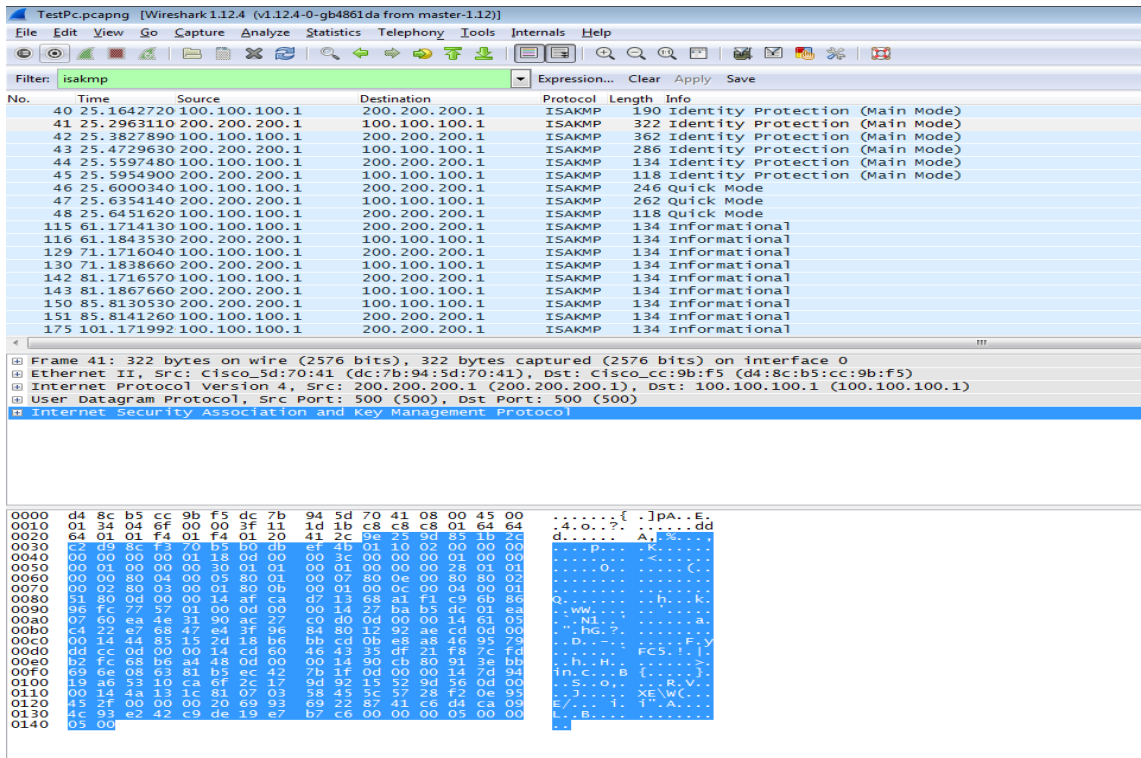 TestPc.pcapng [Wireshark 1.12.4 (v1.12.4-0-gb4861da from master-1.12)]
File Edit View Go Capture Analyze Statistics Telephony Tools Internals Help
Filter: isakmp Expression... Clear Apply Save
No. Time Source Destination Protocol Length Info
40 25.1642720 100.100.100.1 200.200.200.1 ISAKMP 190 Identity Protection (Main Mode)
41 25.2963110 200.200.200.1 100.100.100.1 ISAKMP 322 Identity Protection (Main Mode)
42 25.3827890 100.100.100.1 200.200.200.1 ISAKMP 362 Identity Protection (Main Mode)
43 25.4729630 200.200.200.1 100.100.100.1 ISAKMP 286 Identity Protection (Main Mode)
44 25.5597480 100.100.100.1 200.200.200.1 ISAKMP 134 Identity Protection (Main Mode)
45 25.5954900 200.200.200.1 100.100.100.1 ISAKMP 118 Identity Protection (Main Mode)
46 25.6000340 100.100.100.1 200.200.200.1 ISAKMP 246 Quick Mode
47 25.6354140 200.200.200.1 100.100.100.1 ISAKMP 262 Quick Mode
48 25.6451620 100.100.100.1 200.200.200.1 ISAKMP 118 Quick Mode
115 61.1714130 100.100.100.1 200.200.200.1 ISAKMP 134 Informational
116 61.1843530 200.200.200.1 100.100.100.1 ISAKMP 134 Informational
129 71.1716040 100.100.100.1 200.200.200.1 ISAKMP 134 Informational
130 71.1838660 200.200.200.1 100.100.100.1 ISAKMP 134 Informational
142 81.1716570 100.100.100.1 200.200.200.1 ISAKMP 134 Informational
143 81.1867660 200.200.200.1 100.100.100.1 ISAKMP 134 Informational
150 85.8130530 200.200.200.1 100.100.100.1 ISAKMP 134 Informational
151 85.8141260 100.100.100.1 200.200.200.1 ISAKMP 134 Informational
175 101.171992 100.100.100.1 200.200.200.1 ISAKMP 134 Informational
Frame 41: 322 bytes on wire (2576 bits), 322 bytes captured (2576 bits) on interface 0
Ethernet II, Src: Cisco_5d:70:41 (dc:7b:94:5d:70:41), Dst: Cisco_cc:9b:f5 (d4:8c:b5:cc:9b:f5)
Internet Protocol Version 4, Src: 200.200.200.1 (200.200.200.1), Dst: 100.100.100.1 (100.100.100.1)
User Datagram Protocol, Src Port: 500 (500), Dst Port: 500 (500)
Internet Security Association and Key Management Protocol
0000 d4 8c b5 cc 9b f5 dc 7b 94 5d 70 41 08 00 45 00 .......{ .]pA..E.
0010 01 34 04 6f 00 00 3f 11 1d 1b c8 c8 c8 01 64 64 .4.o..?. ......dd
0020 64 01 01 f4 01 f4 01 20 41 2c 9e 25 9d 85 1b 2c d...... A,.%...,
0030 c2 d9 8c f3 70 b5 b0 db ef 4b 01 10 02 00 00 00 ....p... .K......
0040 00 00 00 00 01 18 0d 00 00 3c 00 00 00 01 00 00 ........ .<......
0050 00 01 00 00 00 30 01 01 00 01 00 00 00 28 01 01 .....0.. .....(..
0060 00 00 80 04 00 05 80 01 00 07 80 0e 00 80 80 02 ........ ........
0070 00 02 80 03 00 01 80 0b 00 01 00 0c 00 04 00 01 ........ ........
0080 51 80 0d 00 00 14 af ca d7 13 68 a1 f1 c9 6b 86 Q....... ..h...k.
0090 96 fc 77 57 01 00 0d 00 00 14 27 ba b5 dc 01 ea ..wW.... ..'.....
00a0 07 60 ea 4e 31 90 ac 27 c0 d0 0d 00 00 14 61 05 .`.N1..' ......a.
00b0 c4 22 e7 68 47 e4 3f 96 84 80 12 92 ae cd 0d 00 .".hG.?. ........
00c0 00 14 44 85 15 2d 18 b6 bb cd 0b e8 a8 46 95 79 ..D..-.. .....F.y
00d0 dd cc 0d 00 00 14 cd 60 46 43 35 df 21 f8 7c fd .......` FC5.!.|.
00e0 b2 fc 68 b6 a4 48 0d 00 00 14 90 cb 80 91 3e bb ..h..H.. ......>.
00f0 69 6e 08 63 81 b5 ec 42 7b 1f 0d 00 00 14 7d 94 in.c...B {.....}.
0100 19 a6 53 10 ca 6f 2c 17 9d 92 15 52 9d 56 0d 00 ..S..o,. ...R.V..
0110 00 14 4a 13 1c 81 07 03 58 45 5c 57 28 f2 0e 95 ..J..... XE\W(...
0120 45 2f 00 00 00 20 69 93 69 22 87 41 c6 d4 ca 09 E/... i. i".A....
0130 4c 93 e2 42 c9 de 19 e7 b7 c6 00 00 00 05 00 00 L..B.... ........
0140 05 00 ..